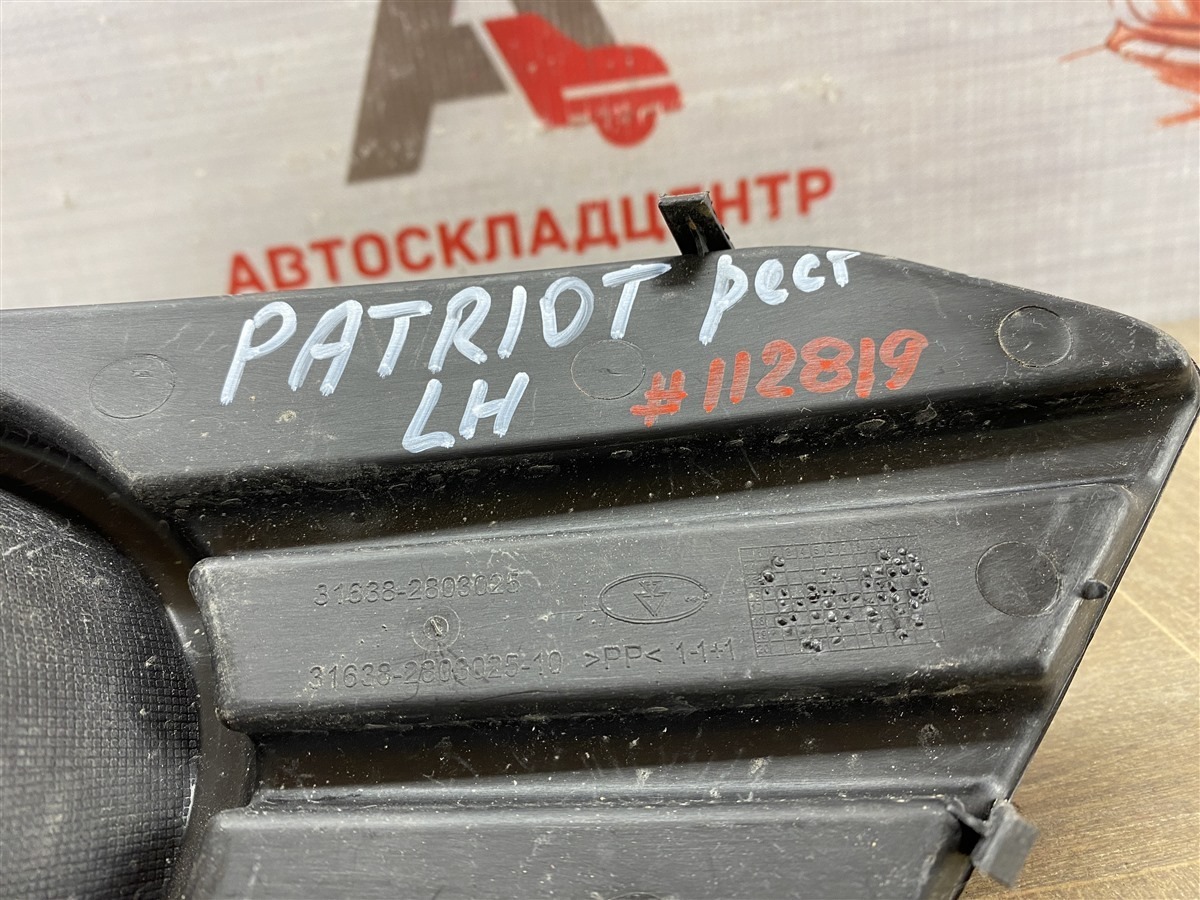 АВТОСКЛАДЦЕНТР
PATRIOT рест
LH #112819
31638-2803025
31638-2803025-10 >PP< 1-1+1